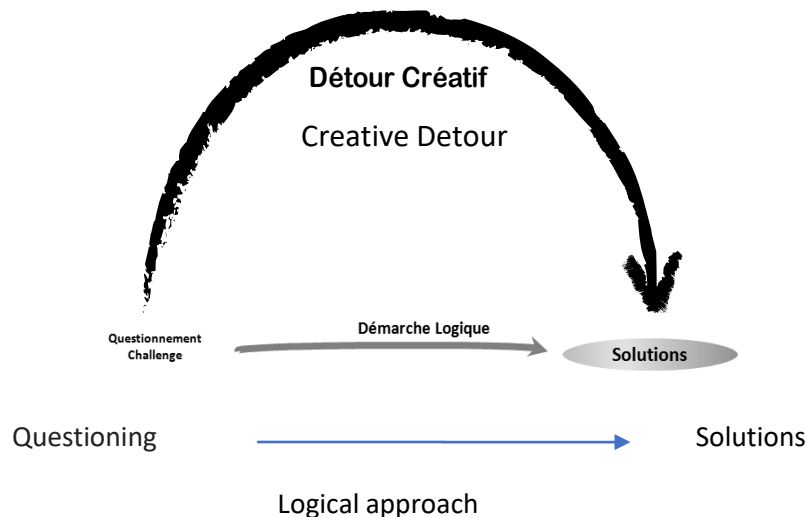 Détour Créatif
Creative Detour
Démarche Logique
Questionnement
Challenge
Solutions
Questioning
Solutions
Logical approach